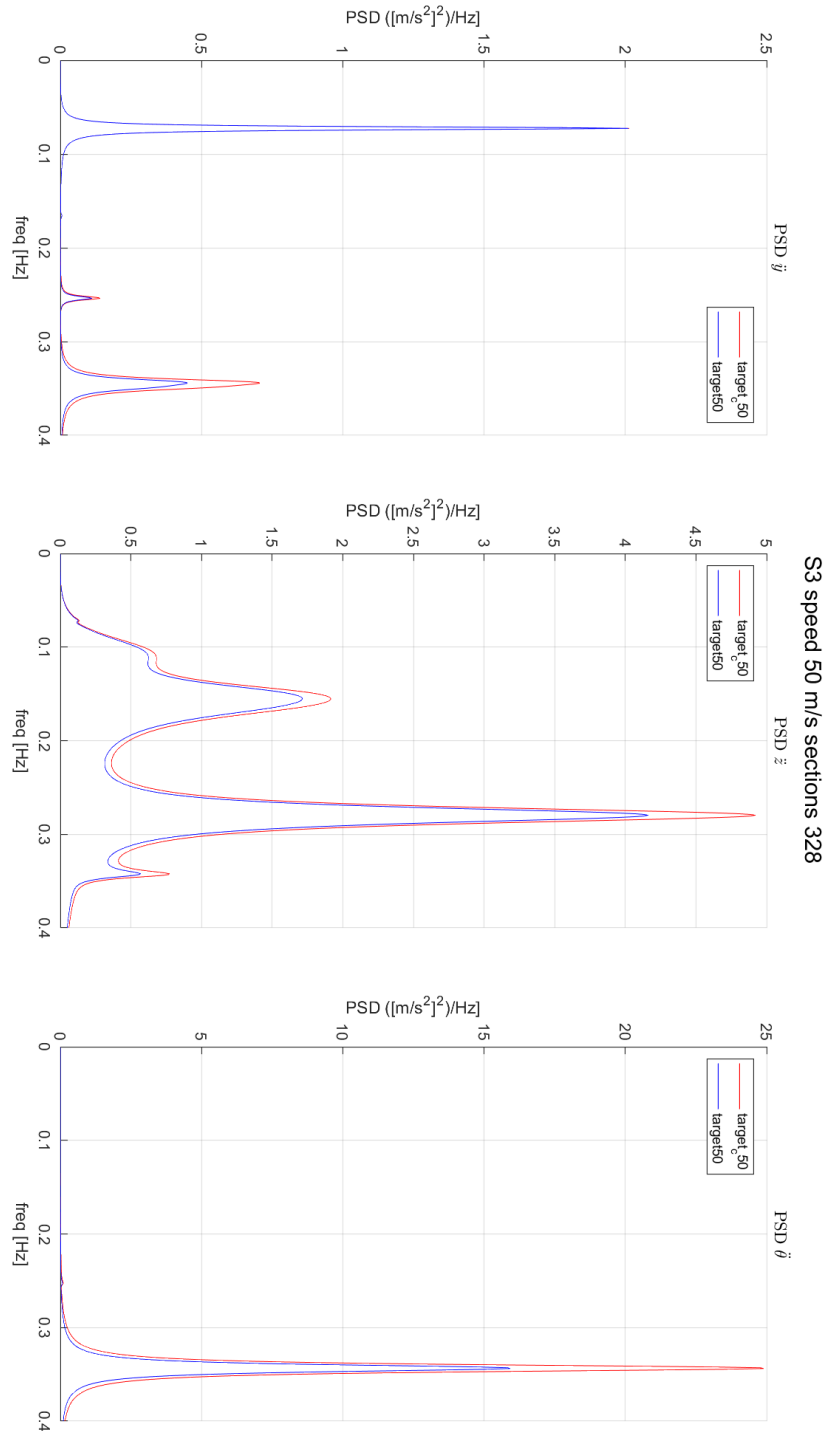 S3 speed 50 m/s sections 328
PSD ÿ
PSD ([m/s²]²)/Hz
2.5
2
1.5
1
0.5
0
0 0.1 0.2 0.3 0.4
freq [Hz]
target_c50
target50
PSD z̈
PSD ([m/s²]²)/Hz
5
4.5
4
3.5
3
2.5
2
1.5
1
0.5
0
0 0.1 0.2 0.3 0.4
freq [Hz]
target_c50
target50
PSD θ̈
PSD ([m/s²]²)/Hz
25
20
15
10
5
0
0 0.1 0.2 0.3 0.4
freq [Hz]
target_c50
target50